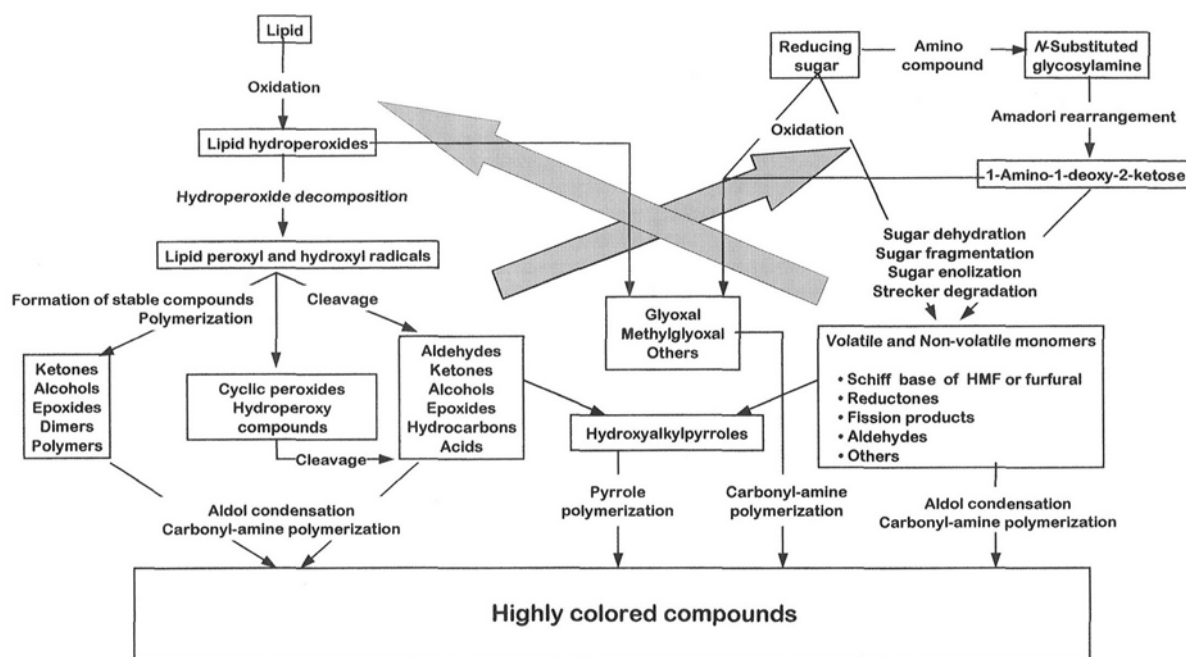 Lipid
Oxidation
Lipid hydroperoxides
Hydroperoxide decomposition
Lipid peroxyl and hydroxyl radicals
Formation of stable compounds
Polymerization
Cleavage
Ketones
Alcohols
Epoxides
Dimers
Polymers
Cyclic peroxides
Hydroperoxy
compounds
Cleavage
Aldehydes
Ketones
Alcohols
Epoxides
Hydrocarbons
Acids
Aldol condensation
Carbonyl-amine polymerization
Reducing
sugar
Amino
compound
N-Substituted
glycosylamine
Oxidation
Amadori rearrangement
1-Amino-1-deoxy-2-ketose
Sugar dehydration
Sugar fragmentation
Sugar enolization
Strecker degradation
Glyoxal
Methylglyoxal
Others
Volatile and Non-volatile monomers
• Schiff base of HMF or furfural
• Reductones
• Fission products
• Aldehydes
• Others
Hydroxyalkylpyrroles
Pyrrole
polymerization
Carbonyl-amine
polymerization
Aldol condensation
Carbonyl-amine polymerization
Highly colored compounds